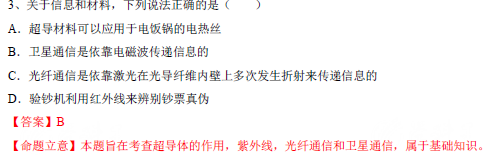 3、关于信息和材料，下列说法正确的是（　　）
A．超导材料可以应用于电饭锅的电热丝
B．卫星通信是依靠电磁波传递信息的
C．光纤通信是依靠激光在光导纤维内壁上多次发生折射来传递信息的
D．验钞机利用红外线来辨别钞票真伪
【答案】B
【命题立意】本题旨在考查超导体的作用，紫外线，光纤通信和卫星通信，属于基础知识。